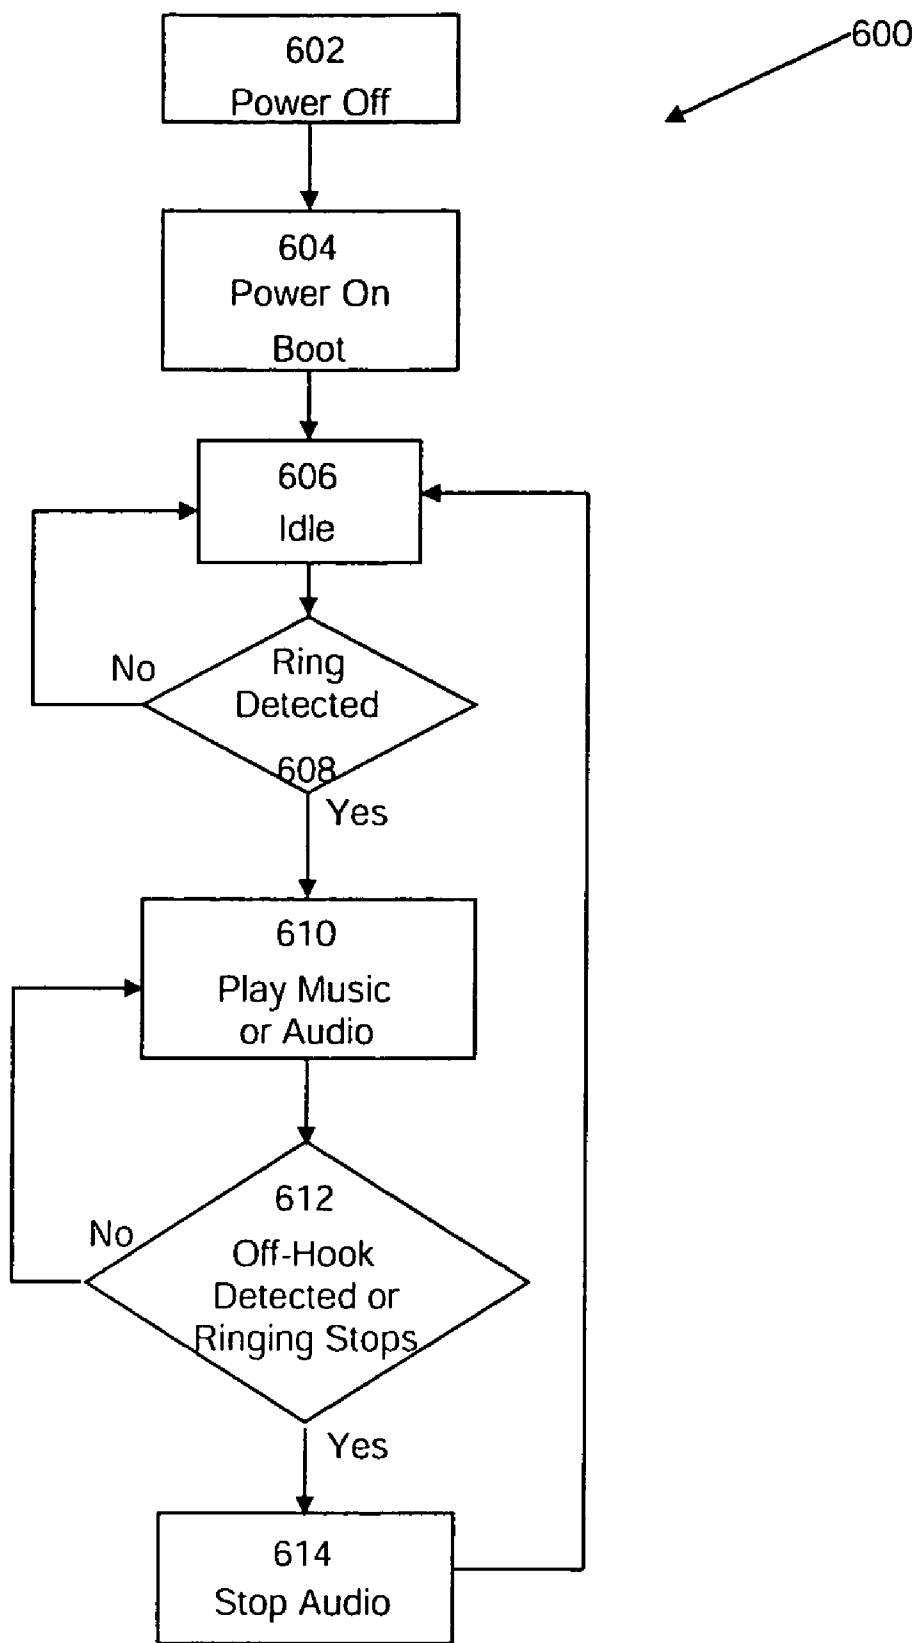 600
602
Power Off
604
Power On
Boot
606
Idle
No
Ring
Detected
608
Yes
610
Play Music
or Audio
No
612
Off-Hook
Detected or
Ringing Stops
Yes
614
Stop Audio